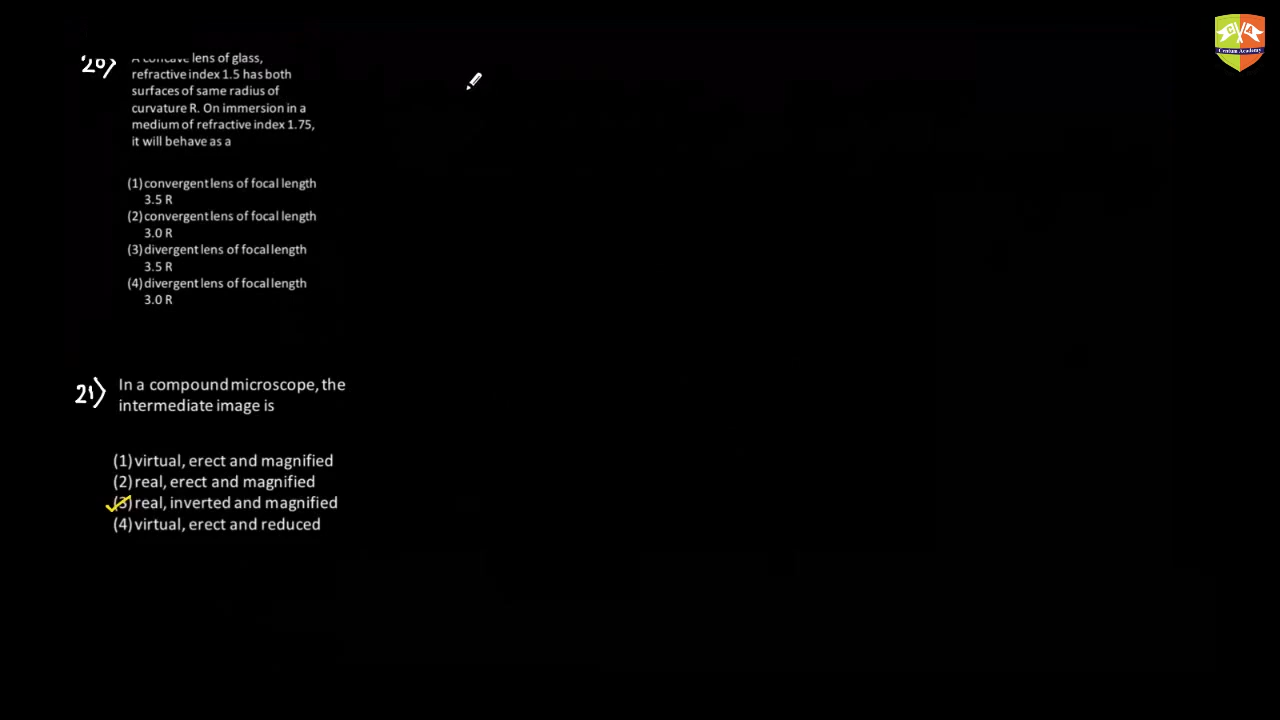 20)
A concave lens of glass,
refractive index 1.5 has both
surfaces of same radius of
curvature R. On immersion in a
medium of refractive index 1.75,
it will behave as a
(1) convergent lens of focal length
3.5 R
(2) convergent lens of focal length
3.0 R
(3) divergent lens of focal length
3.5 R
(4) divergent lens of focal length
3.0 R
21)
In a compound microscope, the
intermediate image is
(1) virtual, erect and magnified
(2) real, erect and magnified
(3) real, inverted and magnified
(4) virtual, erect and reduced
Centum Academy